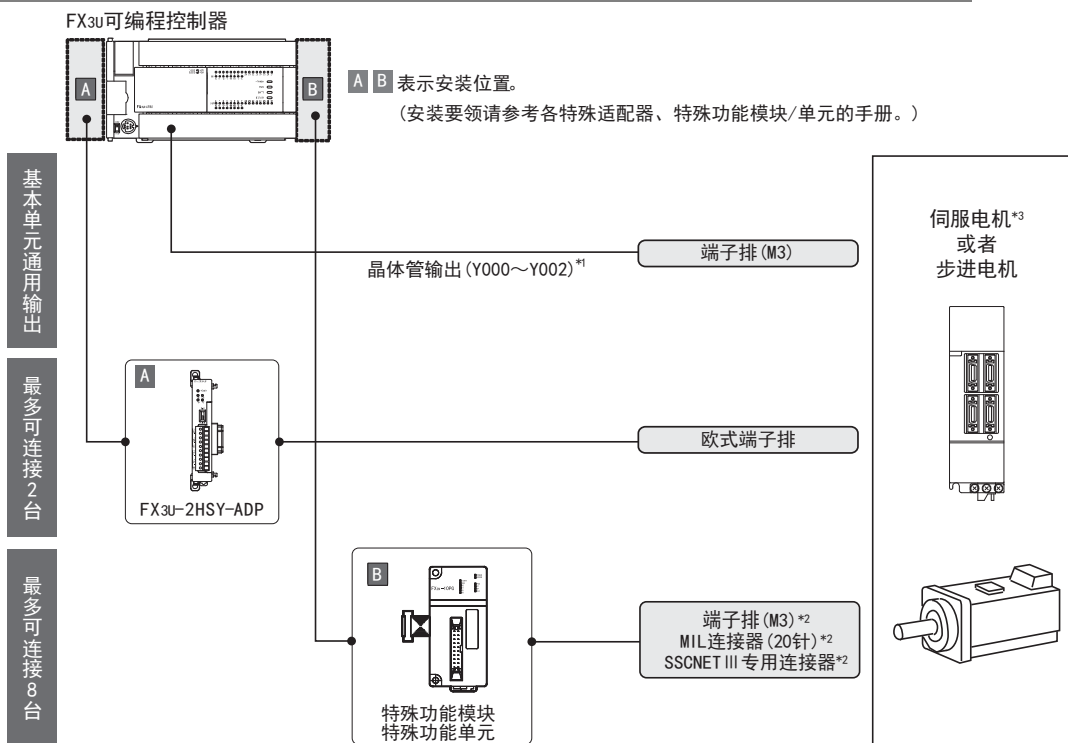 FX3U可编程控制器
A
B
A B 表示安装位置。
(安装要领请参考各特殊适配器、特殊功能模块/单元的手册。)
基本单元通用输出
晶体管输出(Y000～Y002)*1
端子排(M3)
伺服电机*3
或者
步进电机
最多可连接2台
A
FX3U-2HSY-ADP
欧式端子排
最多可连接8台
B
特殊功能模块
特殊功能单元
端子排(M3)*2
MIL连接器(20针)*2
SSCNETⅢ专用连接器*2